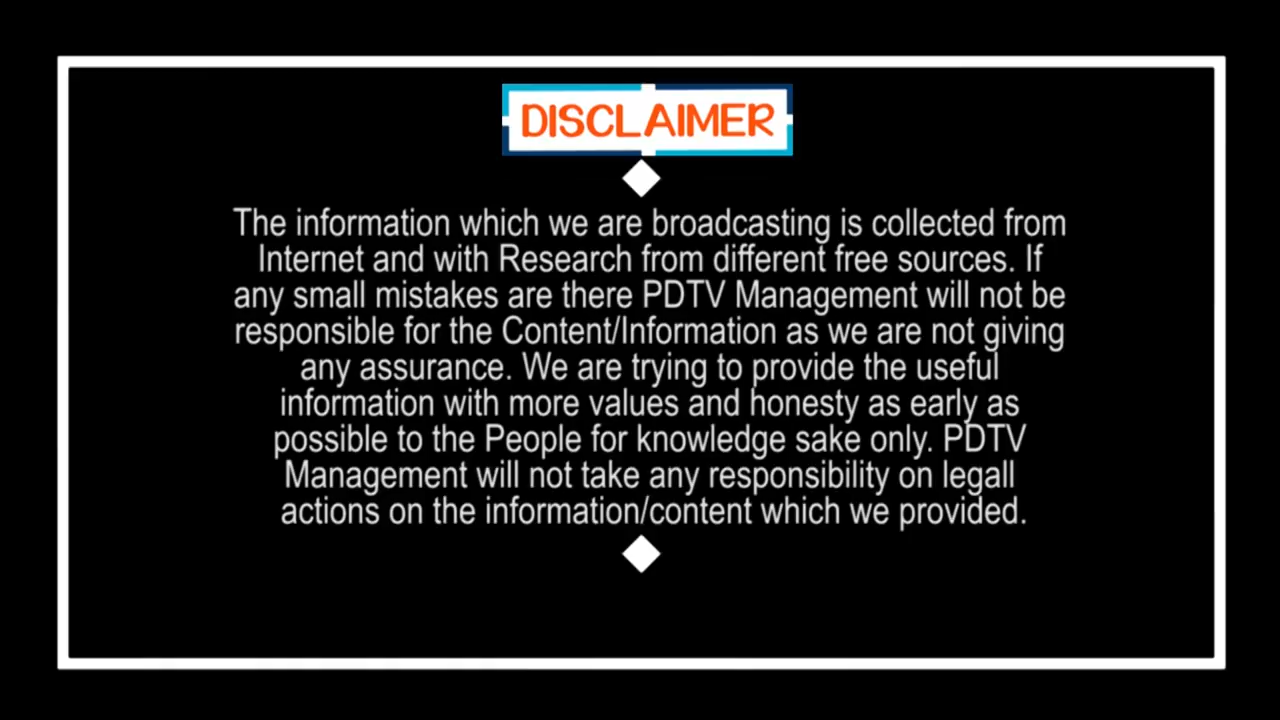 DISCLAIMER
The information which we are broadcasting is collected from
Internet and with Research from different free sources. If
any small mistakes are there PDTV Management will not be
responsible for the Content/Information as we are not giving
any assurance. We are trying to provide the useful
information with more values and honesty as early as
possible to the People for knowledge sake only. PDTV
Management will not take any responsibility on legall
actions on the information/content which we provided.